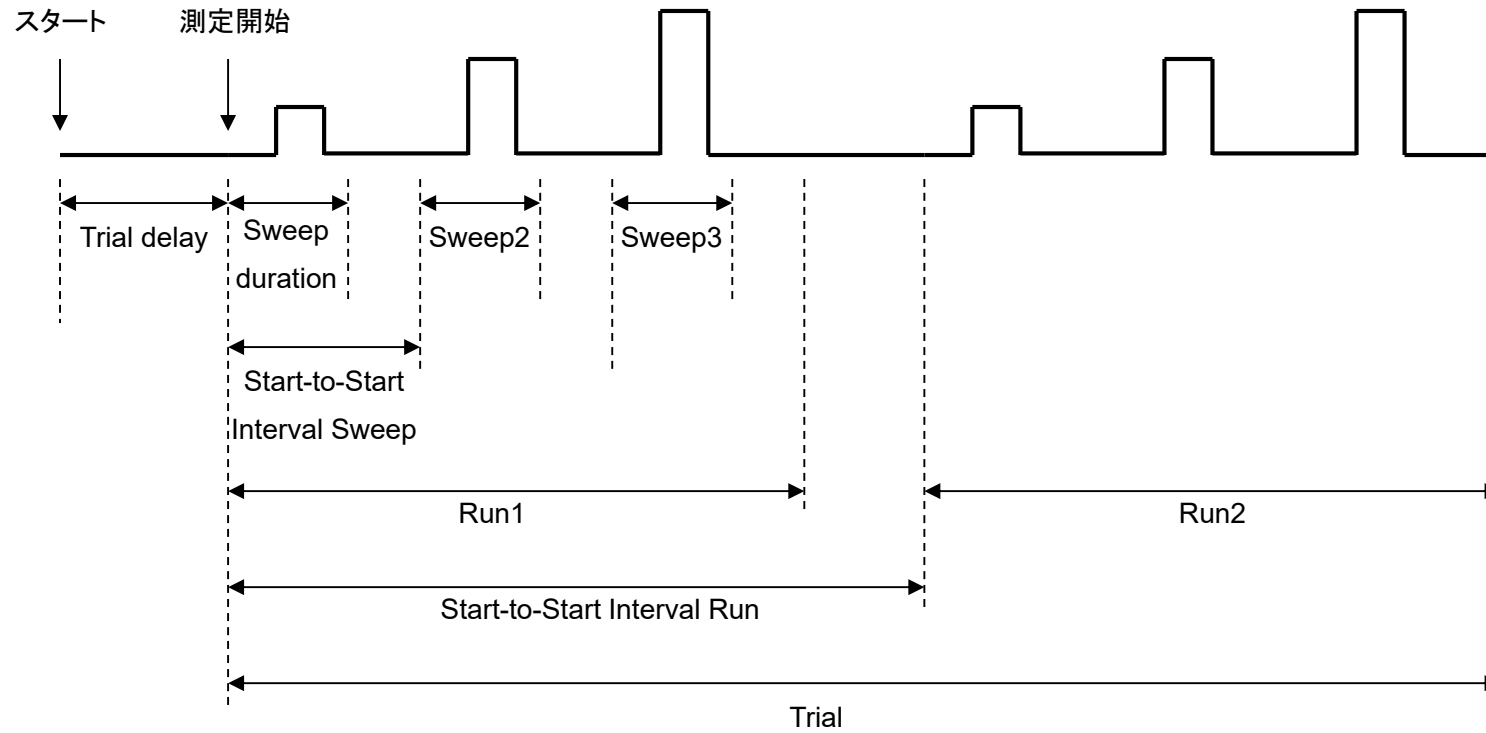 スタート
測定開始
Trial delay
Sweep
duration
Sweep2
Sweep3
Start-to-Start
Interval Sweep
Run1
Run2
Start-to-Start Interval Run
Trial